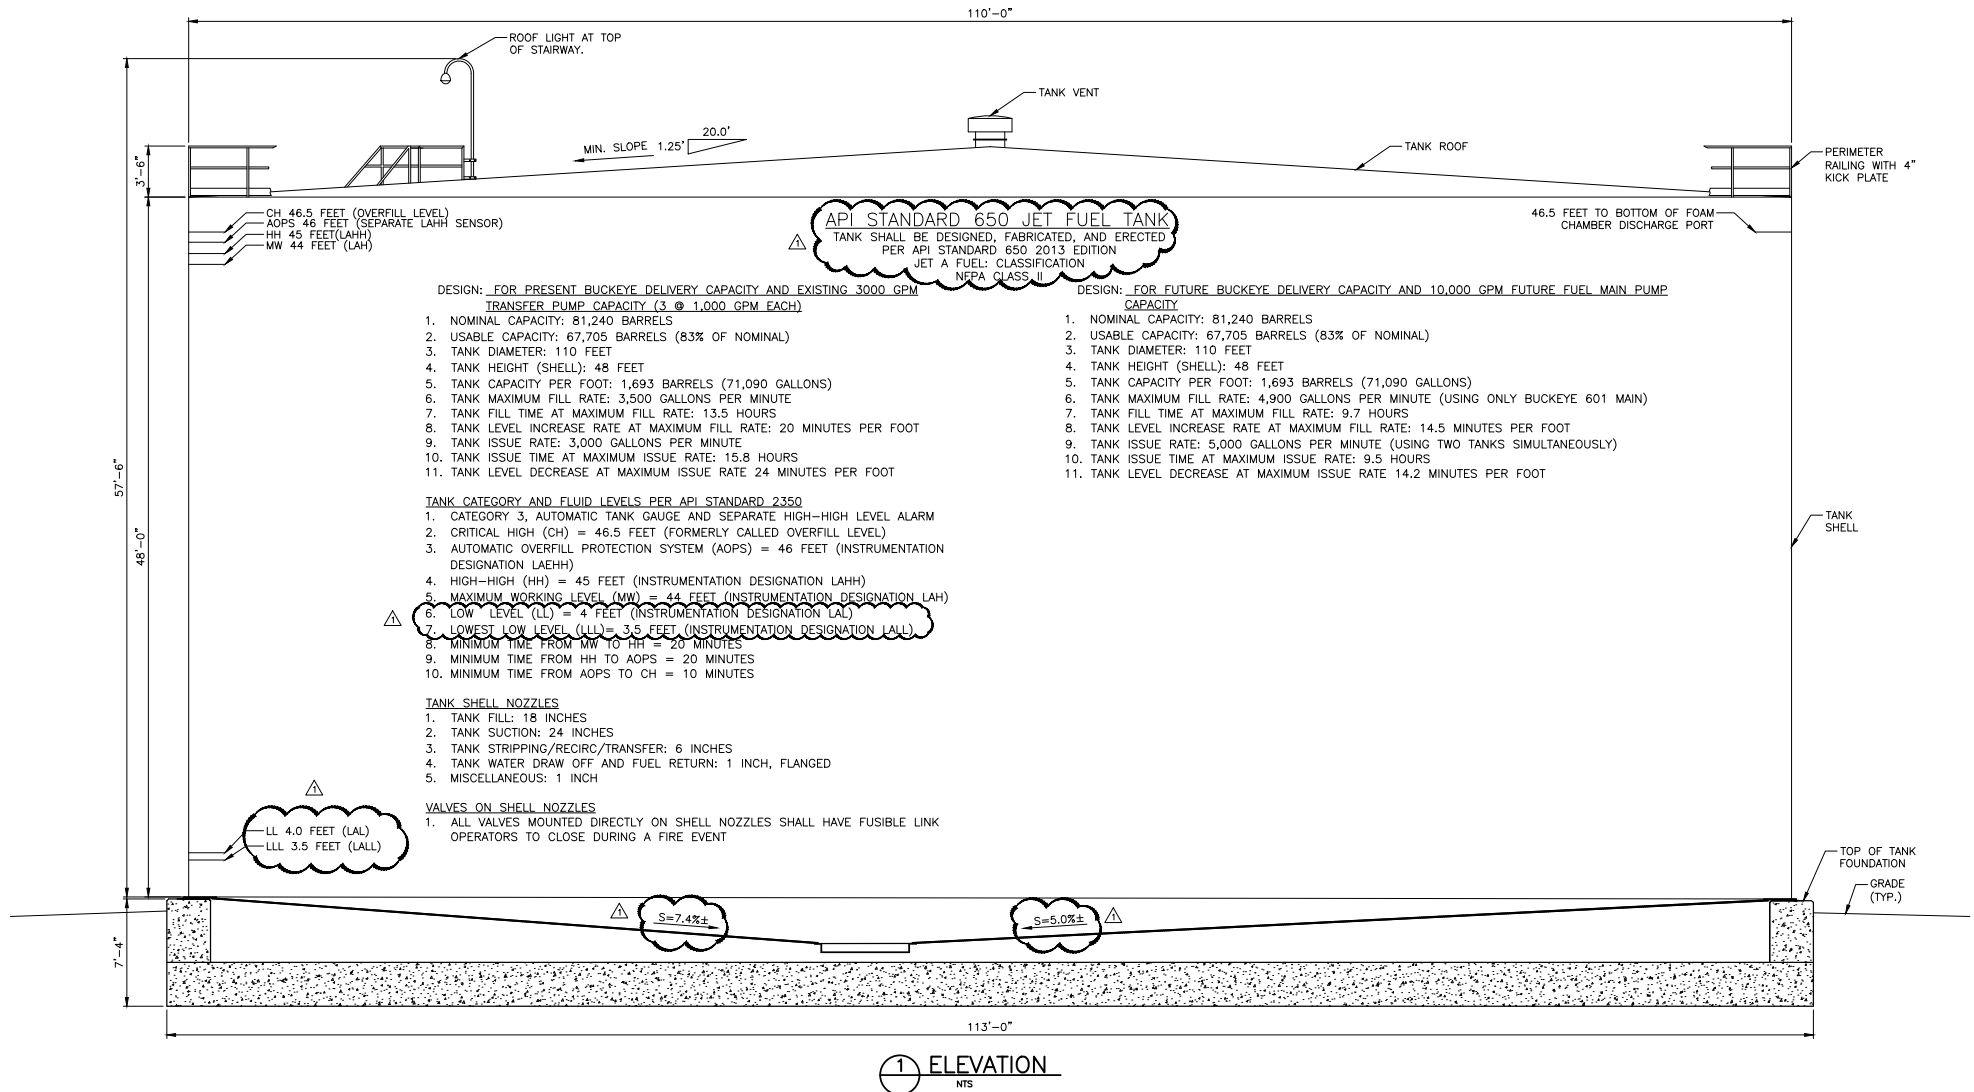 110'-0"
ROOF LIGHT AT TOP
OF STAIRWAY.
TANK VENT
20.0'
MIN. SLOPE 1.25'
TANK ROOF
PERIMETER
RAILING WITH 4"
KICK PLATE
3'-6"
CH 46.5 FEET (OVERFILL LEVEL)
AOPS 46 FEET (SEPARATE LAHH SENSOR)
HH 45 FEET(LAHH)
MW 44 FEET (LAH)
46.5 FEET TO BOTTOM OF FOAM
CHAMBER DISCHARGE PORT
API STANDARD 650 JET FUEL TANK
TANK SHALL BE DESIGNED, FABRICATED, AND ERECTED
PER API STANDARD 650 2013 EDITION
JET A FUEL: CLASSIFICATION
NFPA CLASS II
1
DESIGN: FOR PRESENT BUCKEYE DELIVERY CAPACITY AND EXISTING 3000 GPM
TRANSFER PUMP CAPACITY (3 @ 1,000 GPM EACH)
1. NOMINAL CAPACITY: 81,240 BARRELS
2. USABLE CAPACITY: 67,705 BARRELS (83% OF NOMINAL)
3. TANK DIAMETER: 110 FEET
4. TANK HEIGHT (SHELL): 48 FEET
5. TANK CAPACITY PER FOOT: 1,693 BARRELS (71,090 GALLONS)
6. TANK MAXIMUM FILL RATE: 3,500 GALLONS PER MINUTE
7. TANK FILL TIME AT MAXIMUM FILL RATE: 13.5 HOURS
8. TANK LEVEL INCREASE RATE AT MAXIMUM FILL RATE: 20 MINUTES PER FOOT
9. TANK ISSUE RATE: 3,000 GALLONS PER MINUTE
10. TANK ISSUE TIME AT MAXIMUM ISSUE RATE: 15.8 HOURS
11. TANK LEVEL DECREASE AT MAXIMUM ISSUE RATE 24 MINUTES PER FOOT
DESIGN: FOR FUTURE BUCKEYE DELIVERY CAPACITY AND 10,000 GPM FUTURE FUEL MAIN PUMP
CAPACITY
1. NOMINAL CAPACITY: 81,240 BARRELS
2. USABLE CAPACITY: 67,705 BARRELS (83% OF NOMINAL)
3. TANK DIAMETER: 110 FEET
4. TANK HEIGHT (SHELL): 48 FEET
5. TANK CAPACITY PER FOOT: 1,693 BARRELS (71,090 GALLONS)
6. TANK MAXIMUM FILL RATE: 4,900 GALLONS PER MINUTE (USING ONLY BUCKEYE 601 MAIN)
7. TANK FILL TIME AT MAXIMUM FILL RATE: 9.7 HOURS
8. TANK LEVEL INCREASE RATE AT MAXIMUM FILL RATE: 14.5 MINUTES PER FOOT
9. TANK ISSUE RATE: 5,000 GALLONS PER MINUTE (USING TWO TANKS SIMULTANEOUSLY)
10. TANK ISSUE TIME AT MAXIMUM ISSUE RATE: 9.5 HOURS
11. TANK LEVEL DECREASE AT MAXIMUM ISSUE RATE 14.2 MINUTES PER FOOT
57'-6"
48'-0"
TANK CATEGORY AND FLUID LEVELS PER API STANDARD 2350
1. CATEGORY 3, AUTOMATIC TANK GAUGE AND SEPARATE HIGH-HIGH LEVEL ALARM
2. CRITICAL HIGH (CH) = 46.5 FEET (FORMERLY CALLED OVERFILL LEVEL)
3. AUTOMATIC OVERFILL PROTECTION SYSTEM (AOPS) = 46 FEET (INSTRUMENTATION
DESIGNATION LAEHH)
4. HIGH-HIGH (HH) = 45 FEET (INSTRUMENTATION DESIGNATION LAHH)
5. MAXIMUM WORKING LEVEL (MW) = 44 FEET (INSTRUMENTATION DESIGNATION LAH)
1
6. LOW LEVEL (LL) = 4 FEET (INSTRUMENTATION DESIGNATION LAL)
7. LOWEST LOW LEVEL (LLL)= 3.5 FEET (INSTRUMENTATION DESIGNATION LALL)
8. MINIMUM TIME FROM MW TO HH = 20 MINUTES
9. MINIMUM TIME FROM HH TO AOPS = 20 MINUTES
10. MINIMUM TIME FROM AOPS TO CH = 10 MINUTES
TANK
SHELL
TANK SHELL NOZZLES
1. TANK FILL: 18 INCHES
2. TANK SUCTION: 24 INCHES
3. TANK STRIPPING/RECIRC/TRANSFER: 6 INCHES
4. TANK WATER DRAW OFF AND FUEL RETURN: 1 INCH, FLANGED
5. MISCELLANEOUS: 1 INCH
VALVES ON SHELL NOZZLES
1. ALL VALVES MOUNTED DIRECTLY ON SHELL NOZZLES SHALL HAVE FUSIBLE LINK
OPERATORS TO CLOSE DURING A FIRE EVENT
1
LL 4.0 FEET (LAL)
LLL 3.5 FEET (LALL)
TOP OF TANK
FOUNDATION
GRADE
(TYP.)
1
S=7.4%±
S=5.0%±
1
7'-4"
113'-0"
1
ELEVATION
NTS